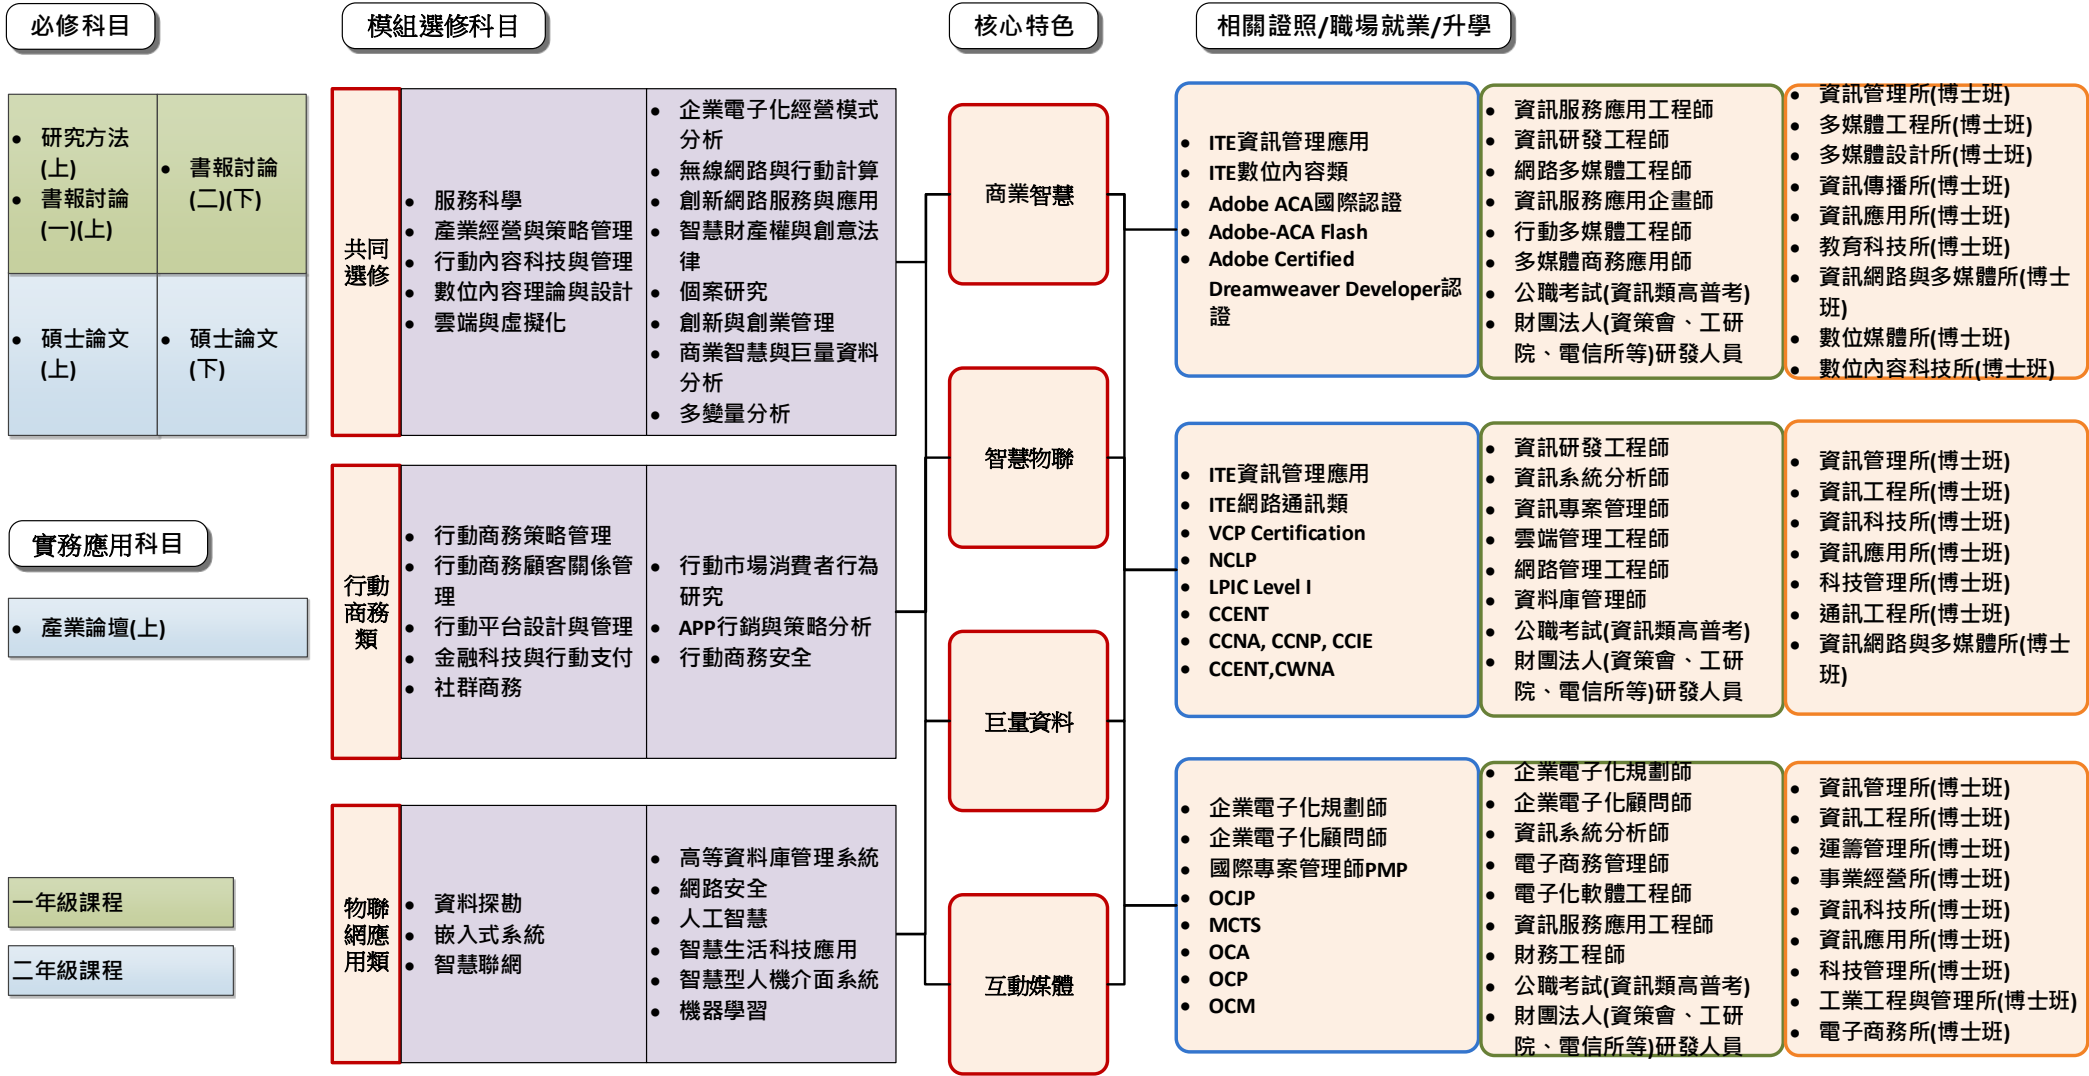 必修科目
模組選修科目
核心特色
相關證照/職場就業/升學
• 研究方法
(上)
• 書報討論
(一)(上)
• 書報討論
(二)(下)
• 碩士論文
(上)
• 碩士論文
(下)
實務應用科目
• 產業論壇(上)
一年級課程
二年級課程
共同
選修
• 服務科學
• 產業經營與策略管理
• 行動內容科技與管理
• 數位內容理論與設計
• 雲端與虛擬化
• 企業電子化經營模式
分析
• 無線網路與行動計算
• 創新網路服務與應用
• 智慧財產權與創意法
律
• 個案研究
• 創新與創業管理
• 商業智慧與巨量資料
分析
• 多變量分析
行動
商務
類
• 行動商務策略管理
• 行動商務顧客關係管
理
• 行動平台設計與管理
• 金融科技與行動支付
• 社群商務
• 行動市場消費者行為
研究
• APP行銷與策略分析
• 行動商務安全
物聯
網應
用類
• 資料探勘
• 嵌入式系統
• 智慧聯網
• 高等資料庫管理系統
• 網路安全
• 人工智慧
• 智慧生活科技應用
• 智慧型人機介面系統
• 機器學習
商業智慧
智慧物聯
巨量資料
互動媒體
• ITE資訊管理應用
• ITE數位內容類
• Adobe ACA國際認證
• Adobe-ACA Flash
• Adobe Certified
Dreamweaver Developer認
證
• 資訊服務應用工程師
• 資訊研發工程師
• 網路多媒體工程師
• 資訊服務應用企畫師
• 行動多媒體工程師
• 多媒體商務應用師
• 公職考試(資訊類高普考)
• 財團法人(資策會、工研
院、電信所等)研發人員
• 資訊管理所(博士班)
• 多媒體工程所(博士班)
• 多媒體設計所(博士班)
• 資訊傳播所(博士班)
• 資訊應用所(博士班)
• 教育科技所(博士班)
• 資訊網路與多媒體所(博士
班)
• 數位媒體所(博士班)
• 數位內容科技所(博士班)
• ITE資訊管理應用
• ITE網路通訊類
• VCP Certification
• NCLP
• LPIC Level I
• CCENT
• CCNA, CCNP, CCIE
• CCENT,CWNA
• 資訊研發工程師
• 資訊系統分析師
• 資訊專案管理師
• 雲端管理工程師
• 網路管理工程師
• 資料庫管理師
• 公職考試(資訊類高普考)
• 財團法人(資策會、工研
院、電信所等)研發人員
• 資訊管理所(博士班)
• 資訊工程所(博士班)
• 資訊科技所(博士班)
• 資訊應用所(博士班)
• 科技管理所(博士班)
• 通訊工程所(博士班)
• 資訊網路與多媒體所(博士
班)
• 企業電子化規劃師
• 企業電子化顧問師
• 國際專案管理師PMP
• OCJP
• MCTS
• OCA
• OCP
• OCM
• 企業電子化規劃師
• 企業電子化顧問師
• 資訊系統分析師
• 電子商務管理師
• 電子化軟體工程師
• 資訊服務應用工程師
• 財務工程師
• 公職考試(資訊類高普考)
• 財團法人(資策會、工研
院、電信所等)研發人員
• 資訊管理所(博士班)
• 資訊工程所(博士班)
• 運籌管理所(博士班)
• 事業經營所(博士班)
• 資訊科技所(博士班)
• 資訊應用所(博士班)
• 科技管理所(博士班)
• 工業工程與管理所(博士班)
• 電子商務所(博士班)